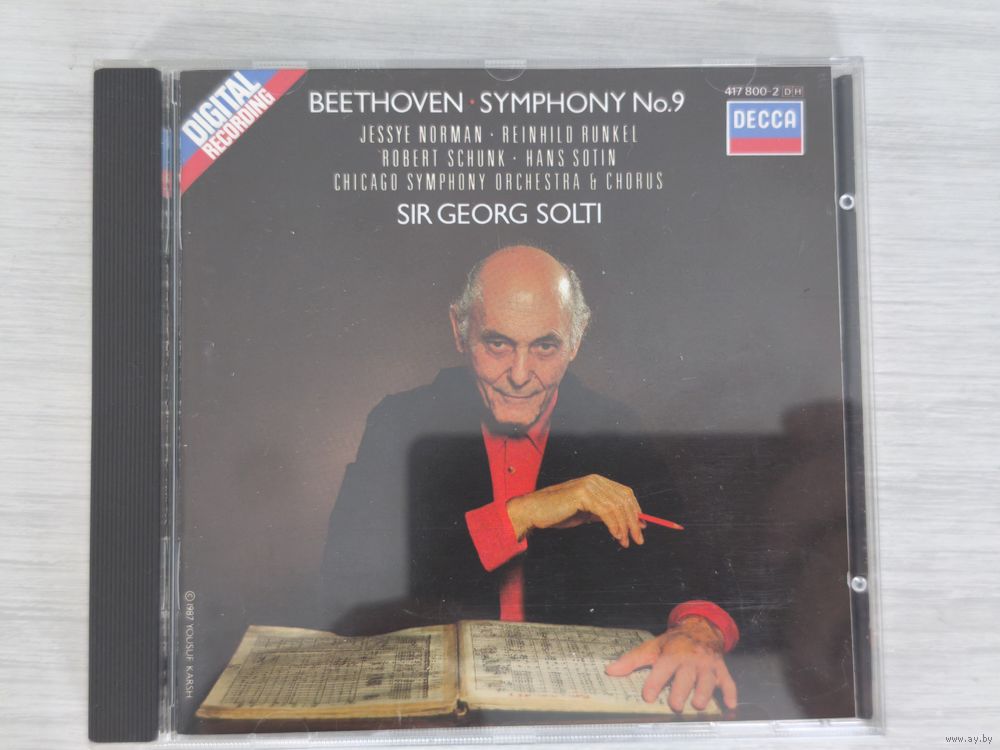 DIGITAL
RECORDING
BEETHOVEN · SYMPHONY No.9
417 800-2 DH
DECCA
JESSYE NORMAN · REINHILD RUNKEL
ROBERT SCHUNK · HANS SOTIN
CHICAGO SYMPHONY ORCHESTRA & CHORUS
SIR GEORG SOLTI
© 1987 YOUSUF KARSH
www.ay.by